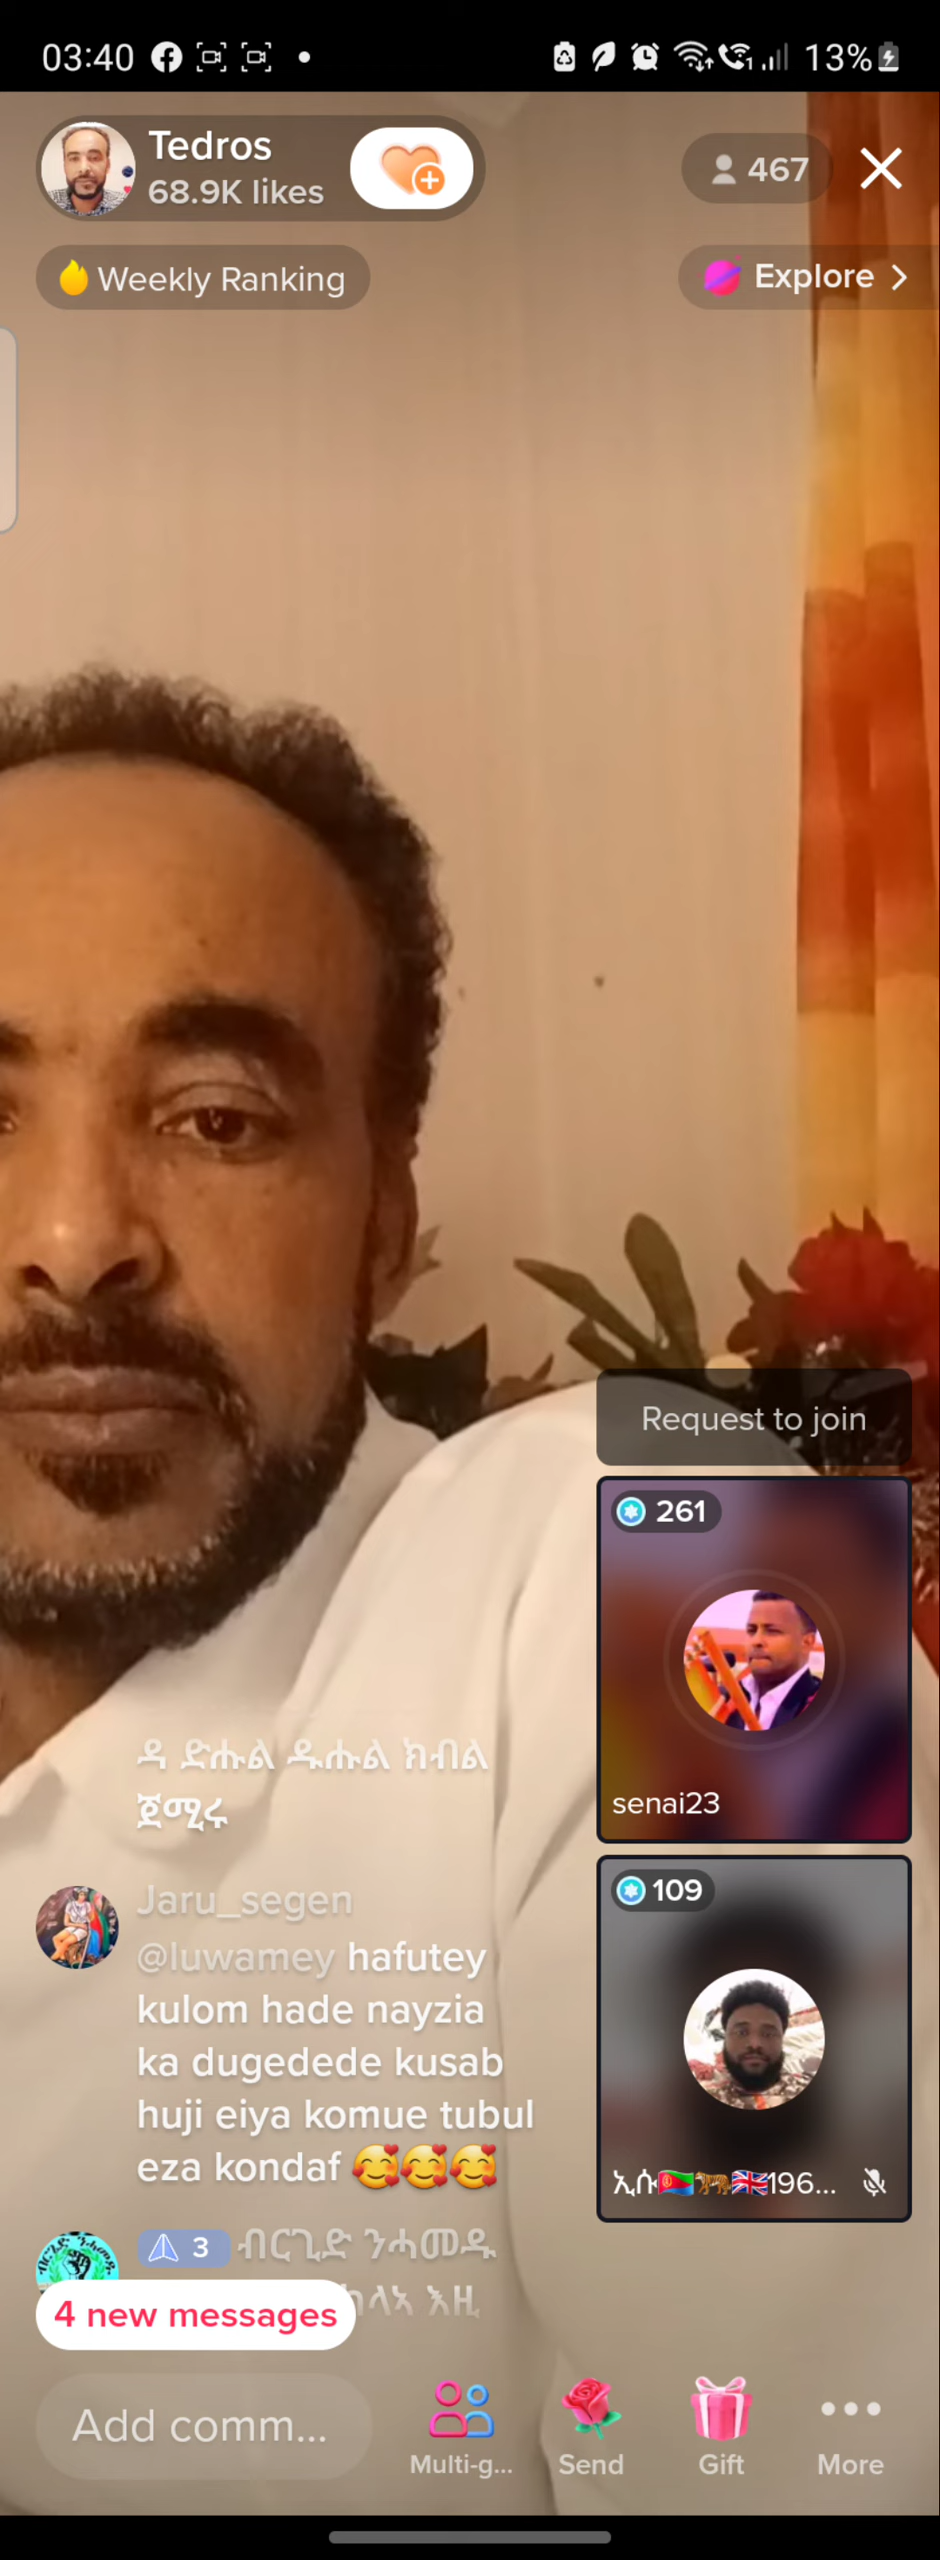 03:40
13%
Tedros
68.9K likes
467
Weekly Ranking
Explore
Request to join
261
senai23
ዳ ድሑል ዱሑል ክብል
ጀሚሩ
Jaru_segen
@luwamey hafutey
kulom hade nayzia
ka dugedede kusab
huji eiya komue tubul
eza kondaf
109
ኢሱ196...
3 ብርጊድ ንሓመዱ
እዚ
4 new messages
Add comm...
Multi-g...
Send
Gift
More